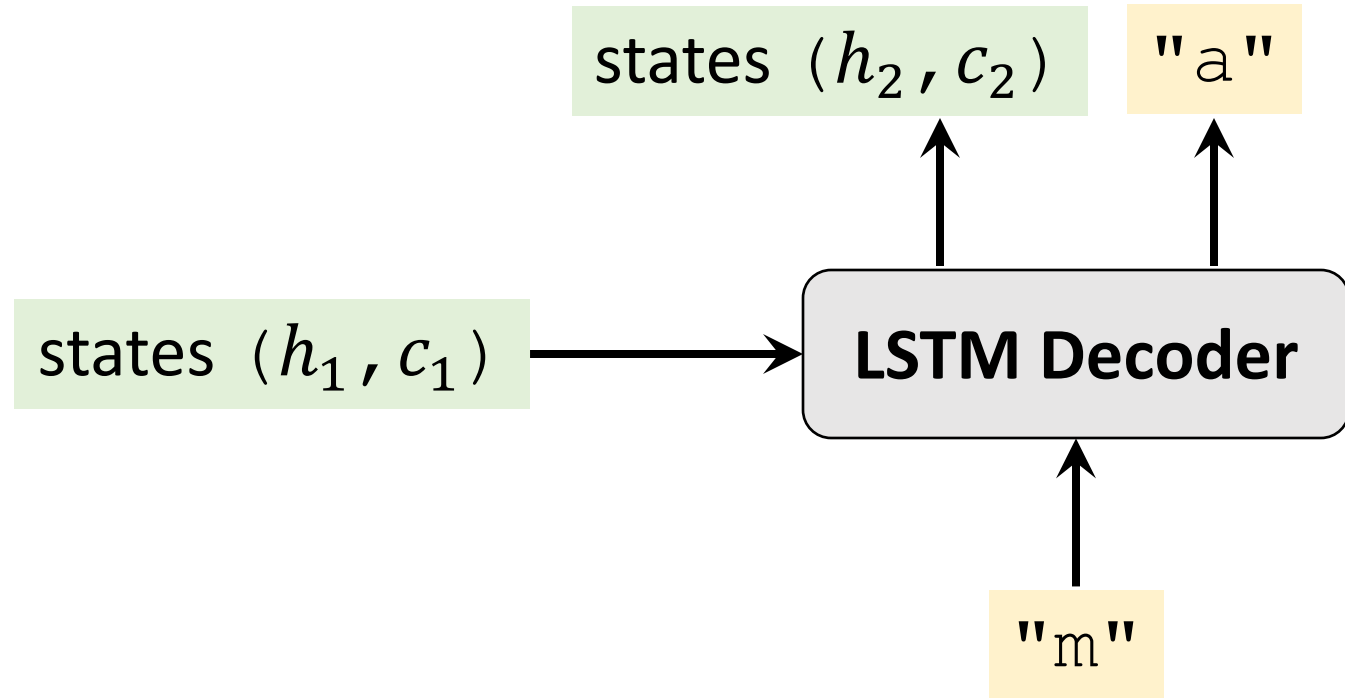 states (h₂, c₂)
"a"
states (h₁, c₁)
LSTM Decoder
"m"